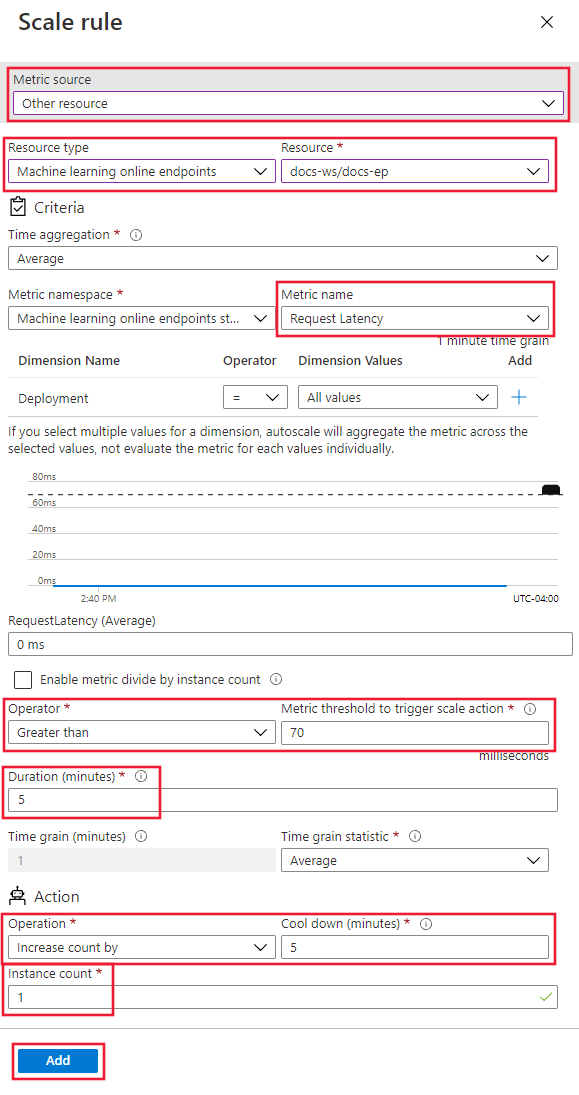 Scale rule
Metric source
Other resource
Resource type
Resource *
Machine learning online endpoints
docs-ws/docs-ep
Criteria
Time aggregation *
Average
Metric namespace *
Metric name
Machine learning online endpoints st...
Request Latency
1 minute time grain
Dimension Name
Operator
Dimension Values
Add
Deployment
=
All values
If you select multiple values for a dimension, autoscale will aggregate the metric across the
selected values, not evaluate the metric for each values individually.
80ms
60ms
40ms
20ms
0ms
2:40 PM
UTC-04:00
RequestLatency (Average)
0 ms
Enable metric divide by instance count
Operator *
Metric threshold to trigger scale action *
Greater than
70
milliseconds
Duration (minutes) *
5
Time grain (minutes)
Time grain statistic *
1
Average
Action
Operation *
Cool down (minutes) *
Increase count by
5
Instance count *
1
Add